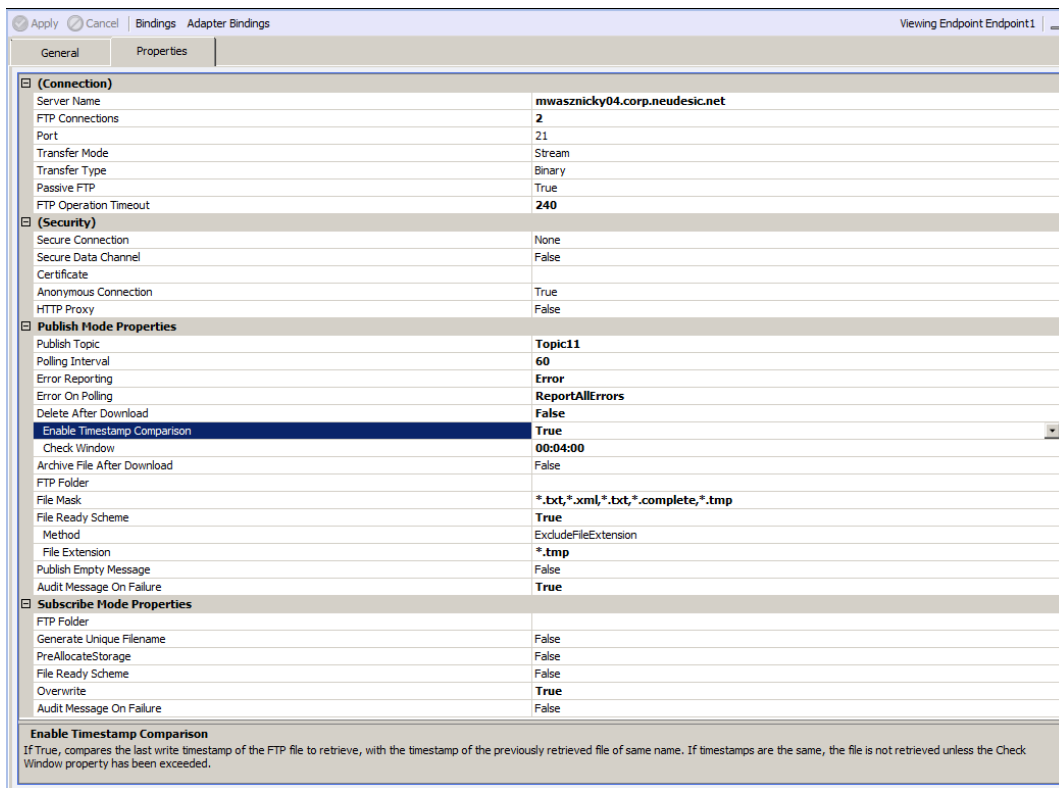 Apply Cancel Bindings Adapter Bindings Viewing Endpoint Endpoint1
General Properties
(Connection)
Server Name mwasznicky04.corp.neudesic.net
FTP Connections 2
Port 21
Transfer Mode Stream
Transfer Type Binary
Passive FTP True
FTP Operation Timeout 240
(Security)
Secure Connection None
Secure Data Channel False
Certificate
Anonymous Connection True
HTTP Proxy False
Publish Mode Properties
Publish Topic Topic11
Polling Interval 60
Error Reporting Error
Error On Polling ReportAllErrors
Delete After Download False
Enable Timestamp Comparison True
Check Window 00:04:00
Archive File After Download False
FTP Folder
File Mask *.txt,*.xml,*.txt,*.complete,*.tmp
File Ready Scheme True
Method ExcludeFileExtension
File Extension *.tmp
Publish Empty Message False
Audit Message On Failure True
Subscribe Mode Properties
FTP Folder
Generate Unique Filename False
PreAllocateStorage False
File Ready Scheme False
Overwrite True
Audit Message On Failure False
Enable Timestamp Comparison
If True, compares the last write timestamp of the FTP file to retrieve, with the timestamp of the previously retrieved file of same name. If timestamps are the same, the file is not retrieved unless the Check
Window property has been exceeded.